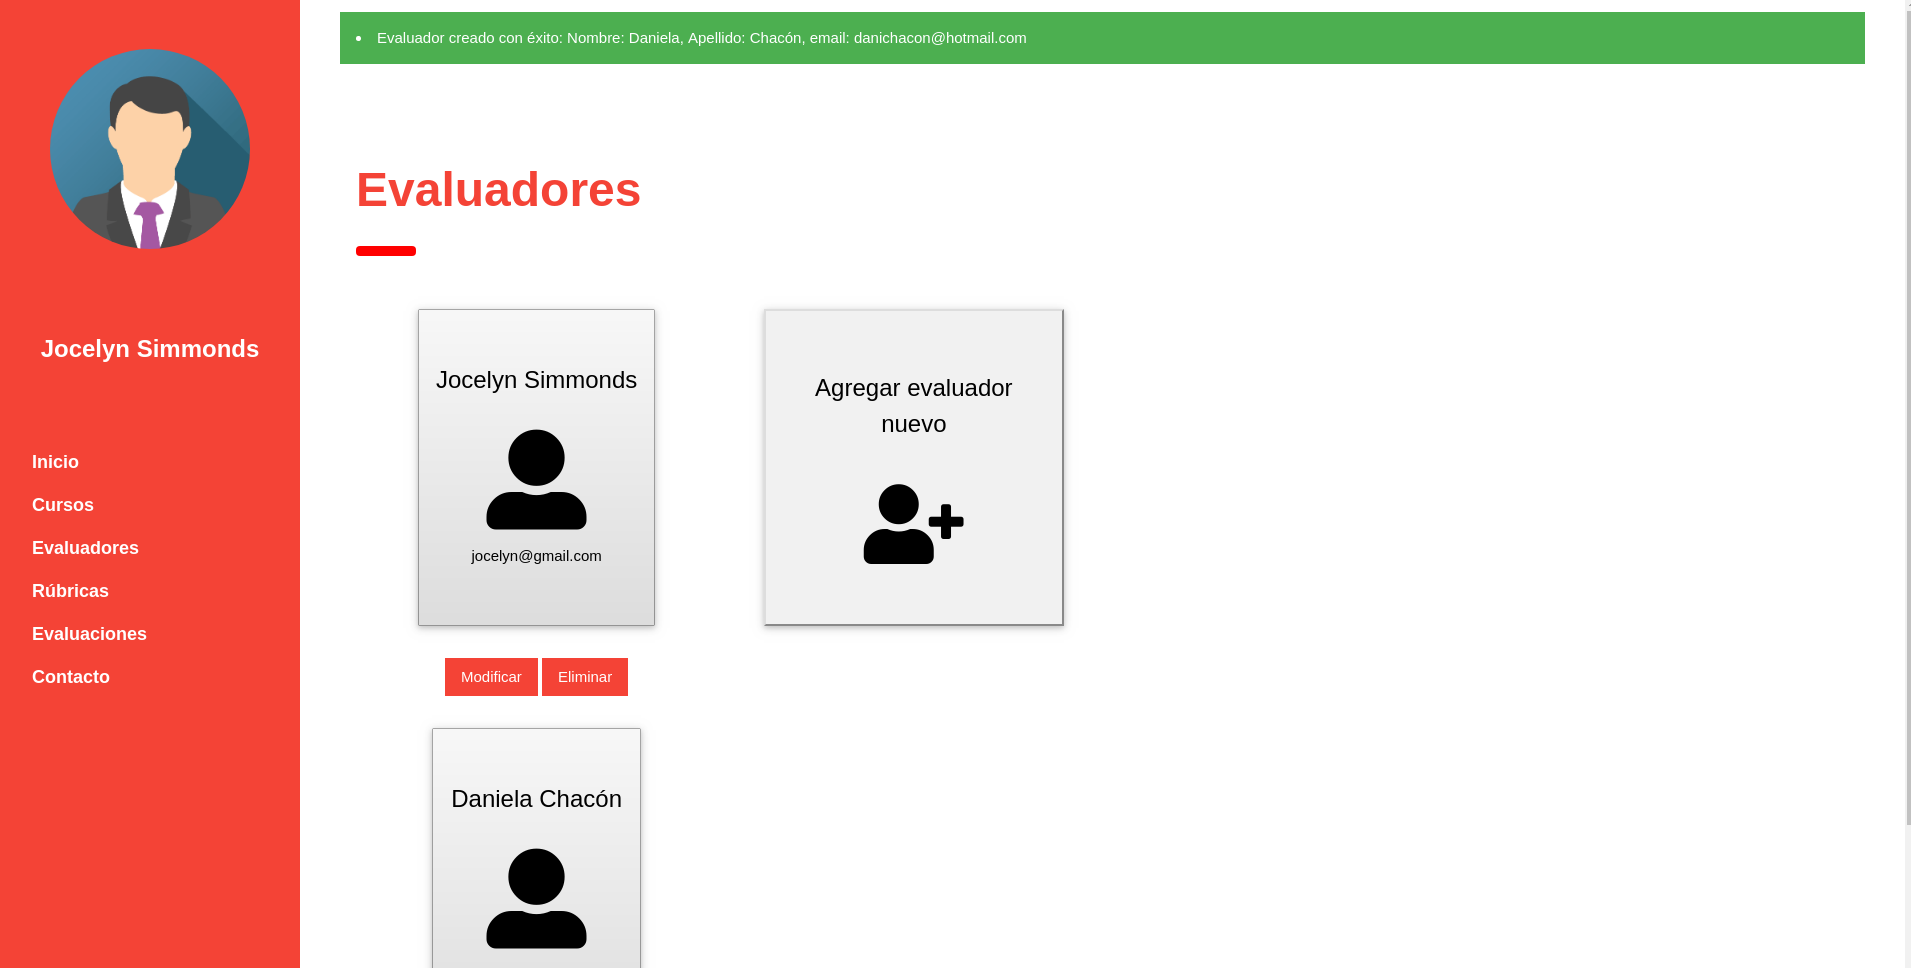 Jocelyn Simmonds
Inicio
Cursos
Evaluadores
Rúbricas
Evaluaciones
Contacto
Evaluador creado con éxito: Nombre: Daniela, Apellido: Chacón, email: danichacon@hotmail.com
Evaluadores
Jocelyn Simmonds
jocelyn@gmail.com
Agregar evaluador
nuevo
Modificar Eliminar
Daniela Chacón